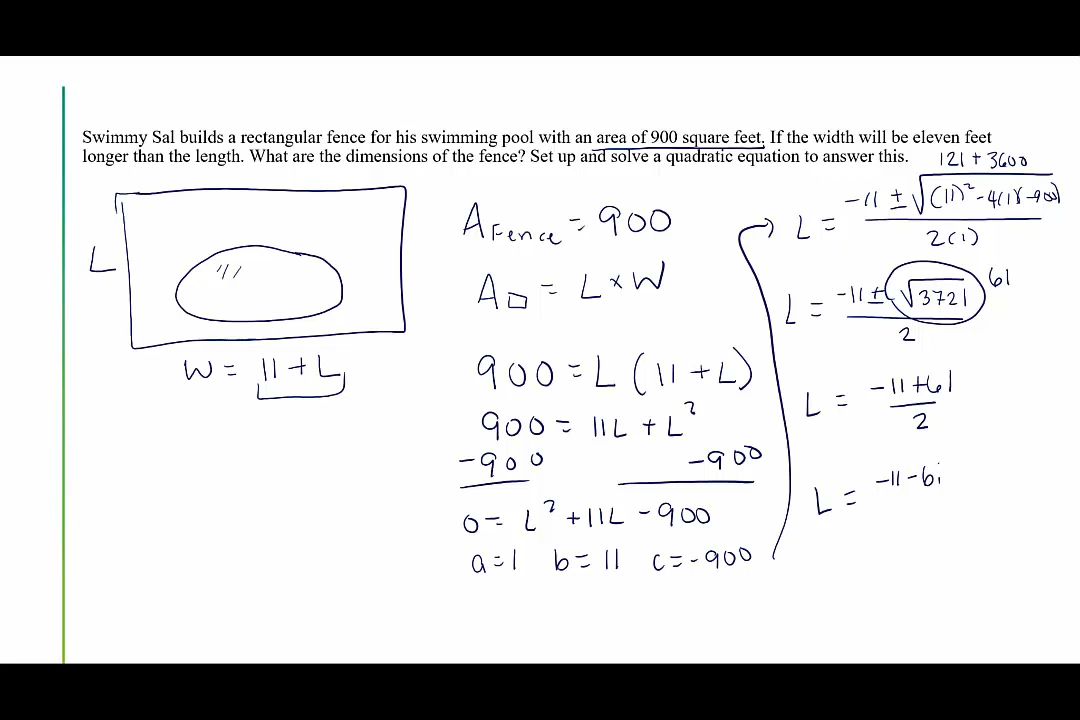 Swimmy Sal builds a rectangular fence for his swimming pool with an area of 900 square feet. If the width will be eleven feet
longer than the length. What are the dimensions of the fence? Set up and solve a quadratic equation to answer this.
L
W = 11 + L
A Fence = 900
A□ = L × W
900 = L (11 + L)
900 = 11L + L²
-900 -900
0 = L² + 11L - 900
a = 1 b = 11 c = -900
121 + 3600
L = -11 ± √(11)² - 4(1)(-900)
2(1)
L = -11 ± √3721 61
2
L = -11 + 61
2
L = -11 - 6i